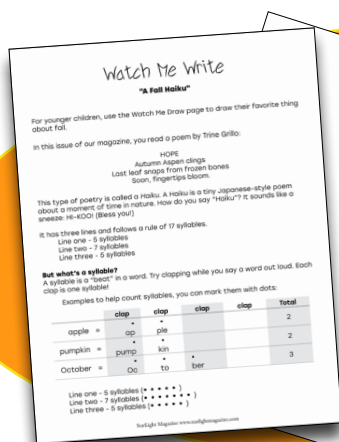 Watch Me Write
"A Fall Haiku"
For younger children, use the Watch Me Draw page to draw their favorite thing
about fall.
In this issue of our magazine, you read a poem by Trine Grillo:
HOPE
Autumn Aspen clings
Last leaf snaps from frozen bones
Soon, fingertips bloom.
This type of poetry is called a Haiku. A Haiku is a tiny Japanese-style poem
about a moment of time in nature. How do you say "Haiku"? It sounds like a
sneeze: HI-KOO! (Bless you!)
It has three lines and follows a rule of 17 syllables.
Line one - 5 syllables
Line two - 7 syllables
Line three - 5 syllables
But what's a syllable?
A syllable is a "beat" in a word. Try clapping while you say a word out loud. Each
clap is one syllable!
Examples to help count syllables, you can mark them with dots:
clap clap clap clap Total
• •
apple = ap ple 2
• •
pumpkin = pump kin 2
• • •
October = Oc to ber 3
Line one - 5 syllables (• • • • • )
Line two - 7 syllables (• • • • • • • )
Line three - 5 syllables (• • • • • )
StarLight Magazine www.starlightmagazine.com